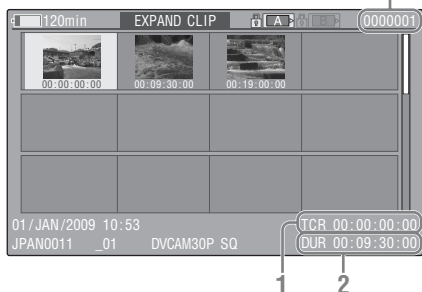 120min EXPAND CLIP A B 0000001
00:00:00:00 00:09:30:00 00:19:00:00
01/JAN/2009 10:53 TCR 00:00:00:00
JPAN0011 _01 DVCAM30P SQ DUR 00:09:30:00
1 2